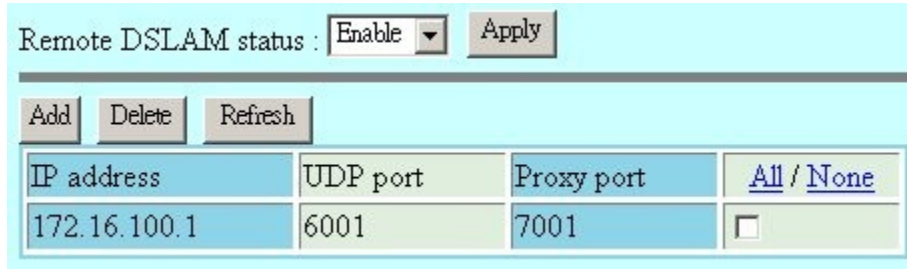 Remote DSLAM status : Enable Apply
Add Delete Refresh
IP address UDP port Proxy port All / None
172.16.100.1 6001 7001